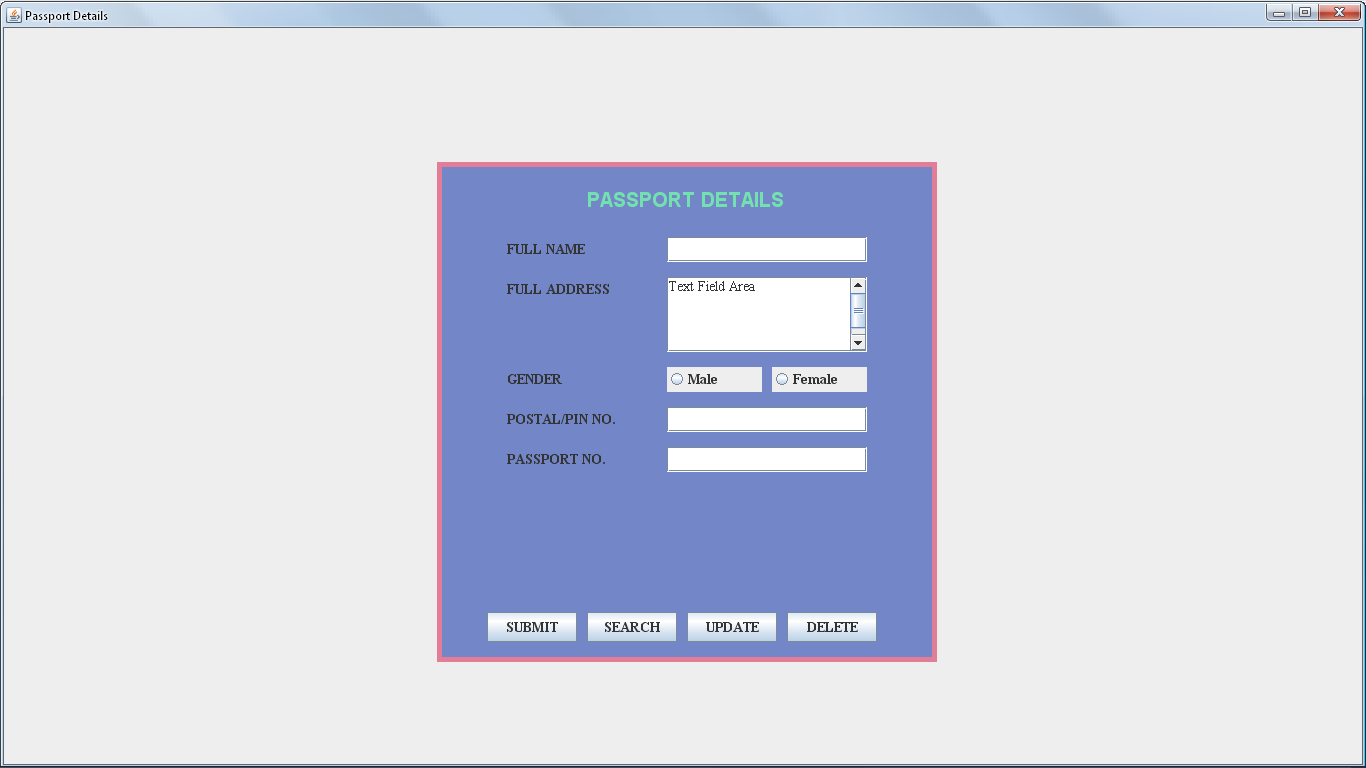 Passport Details
PASSPORT DETAILS
FULL NAME
FULL ADDRESS
Text Field Area
GENDER
Male
Female
POSTAL/PIN NO.
PASSPORT NO.
SUBMIT
SEARCH
UPDATE
DELETE